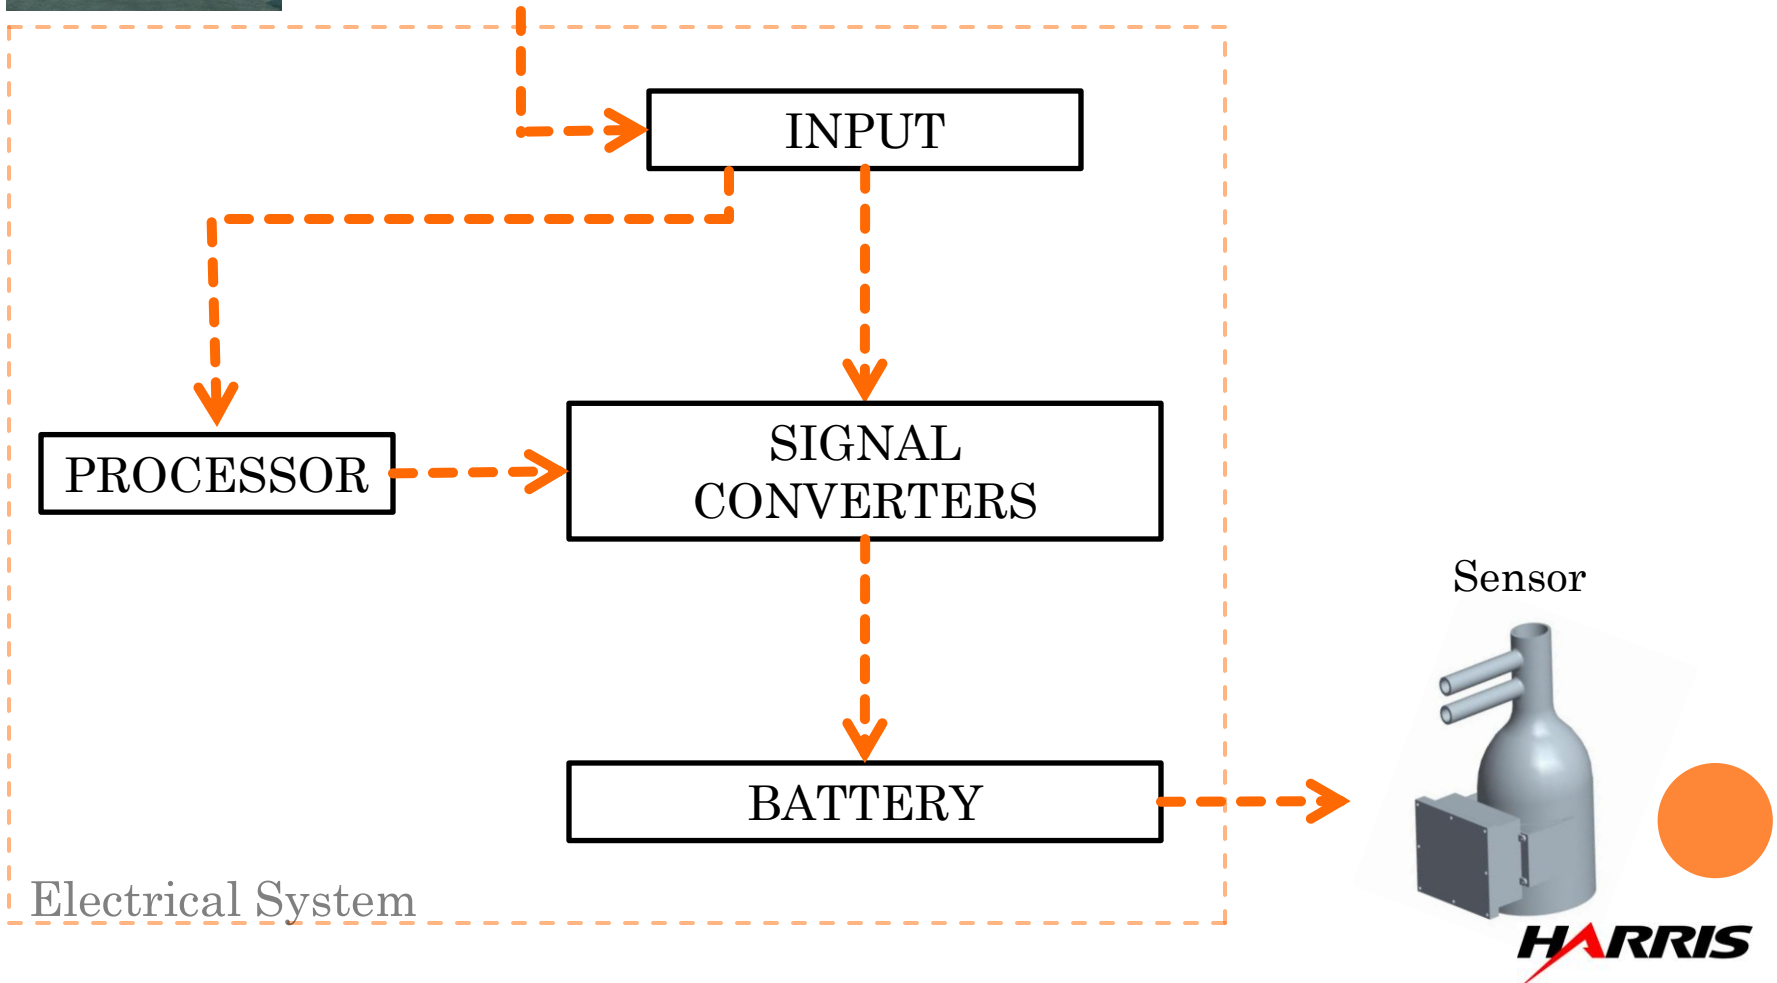 INPUT
PROCESSOR
SIGNAL
CONVERTERS
Sensor
BATTERY
Electrical System
HARRIS